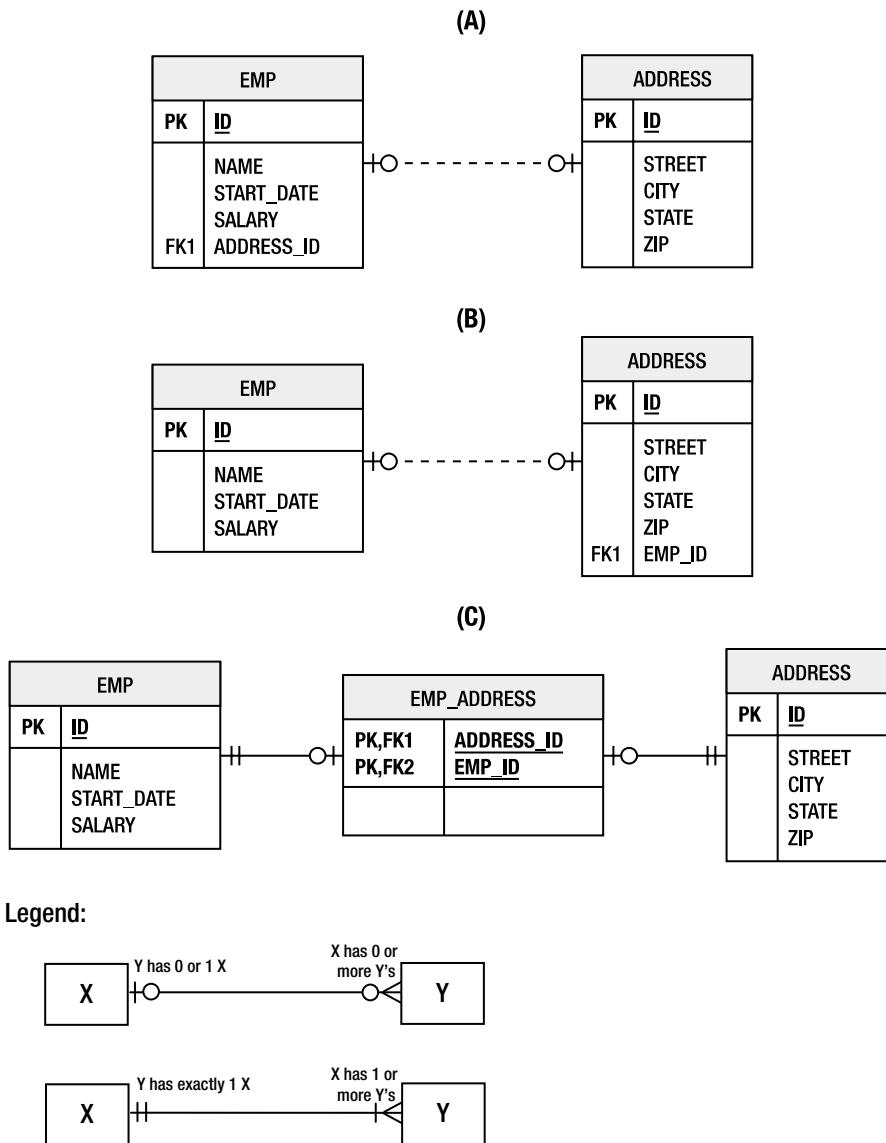 (A)
EMP
PK ID
NAME
START_DATE
SALARY
FK1 ADDRESS_ID
ADDRESS
PK ID
STREET
CITY
STATE
ZIP
(B)
EMP
PK ID
NAME
START_DATE
SALARY
ADDRESS
PK ID
STREET
CITY
STATE
ZIP
FK1 EMP_ID
(C)
EMP
PK ID
NAME
START_DATE
SALARY
EMP_ADDRESS
PK,FK1 ADDRESS_ID
PK,FK2 EMP_ID
ADDRESS
PK ID
STREET
CITY
STATE
ZIP
Legend:
X
Y has 0 or 1 X
X has 0 or
more Y's
Y
X
Y has exactly 1 X
X has 1 or
more Y's
Y